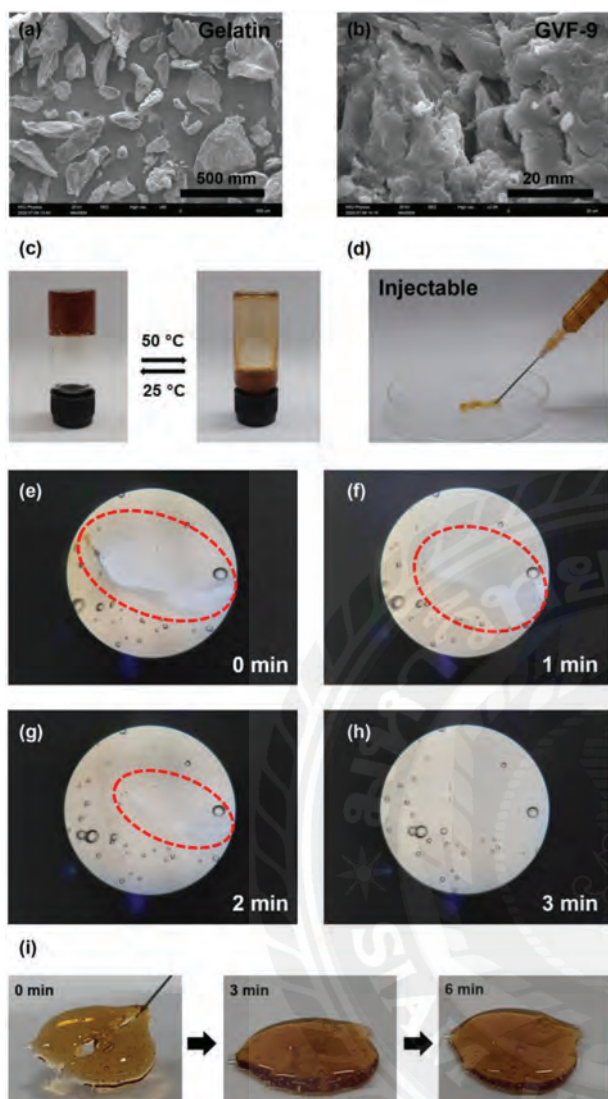 (a) Gelatin
500 mm
(b) GVF-9
20 mm
(c)
50 °C
25 °C
(d)
Injectable
(e)
0 min
(f)
1 min
(g)
2 min
(h)
3 min
(i)
0 min
3 min
6 min